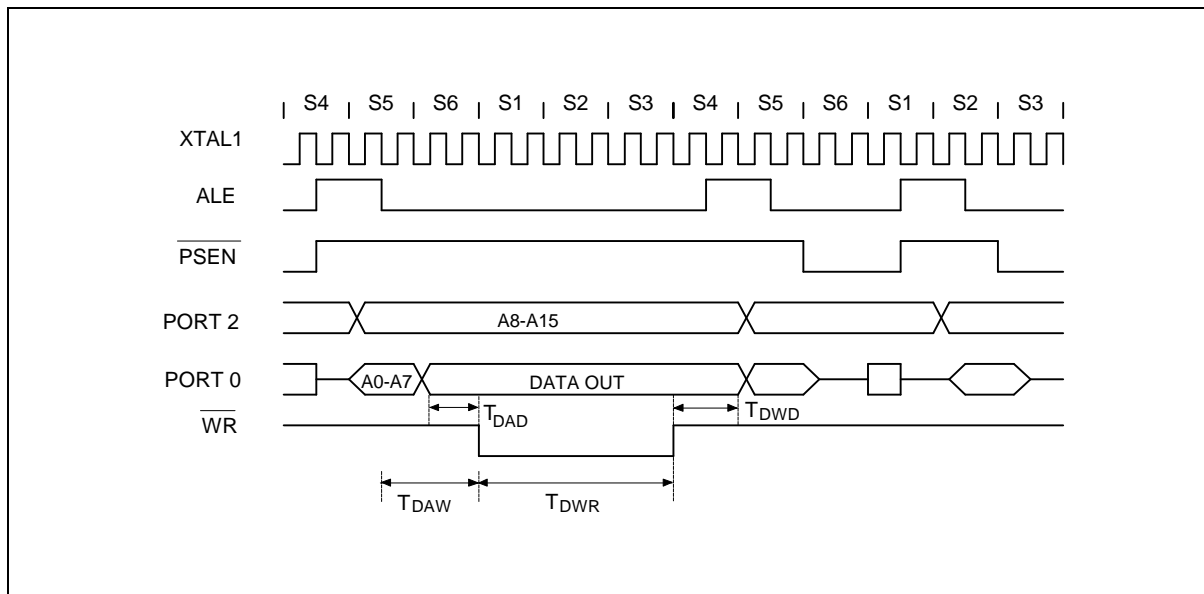 S4 S5 S6 S1 S2 S3 S4 S5 S6 S1 S2 S3
XTAL1
ALE
PSEN
PORT 2
A8-A15
PORT 0
A0-A7
DATA OUT
WR
TDAD
TDWD
TDAW
TDWR